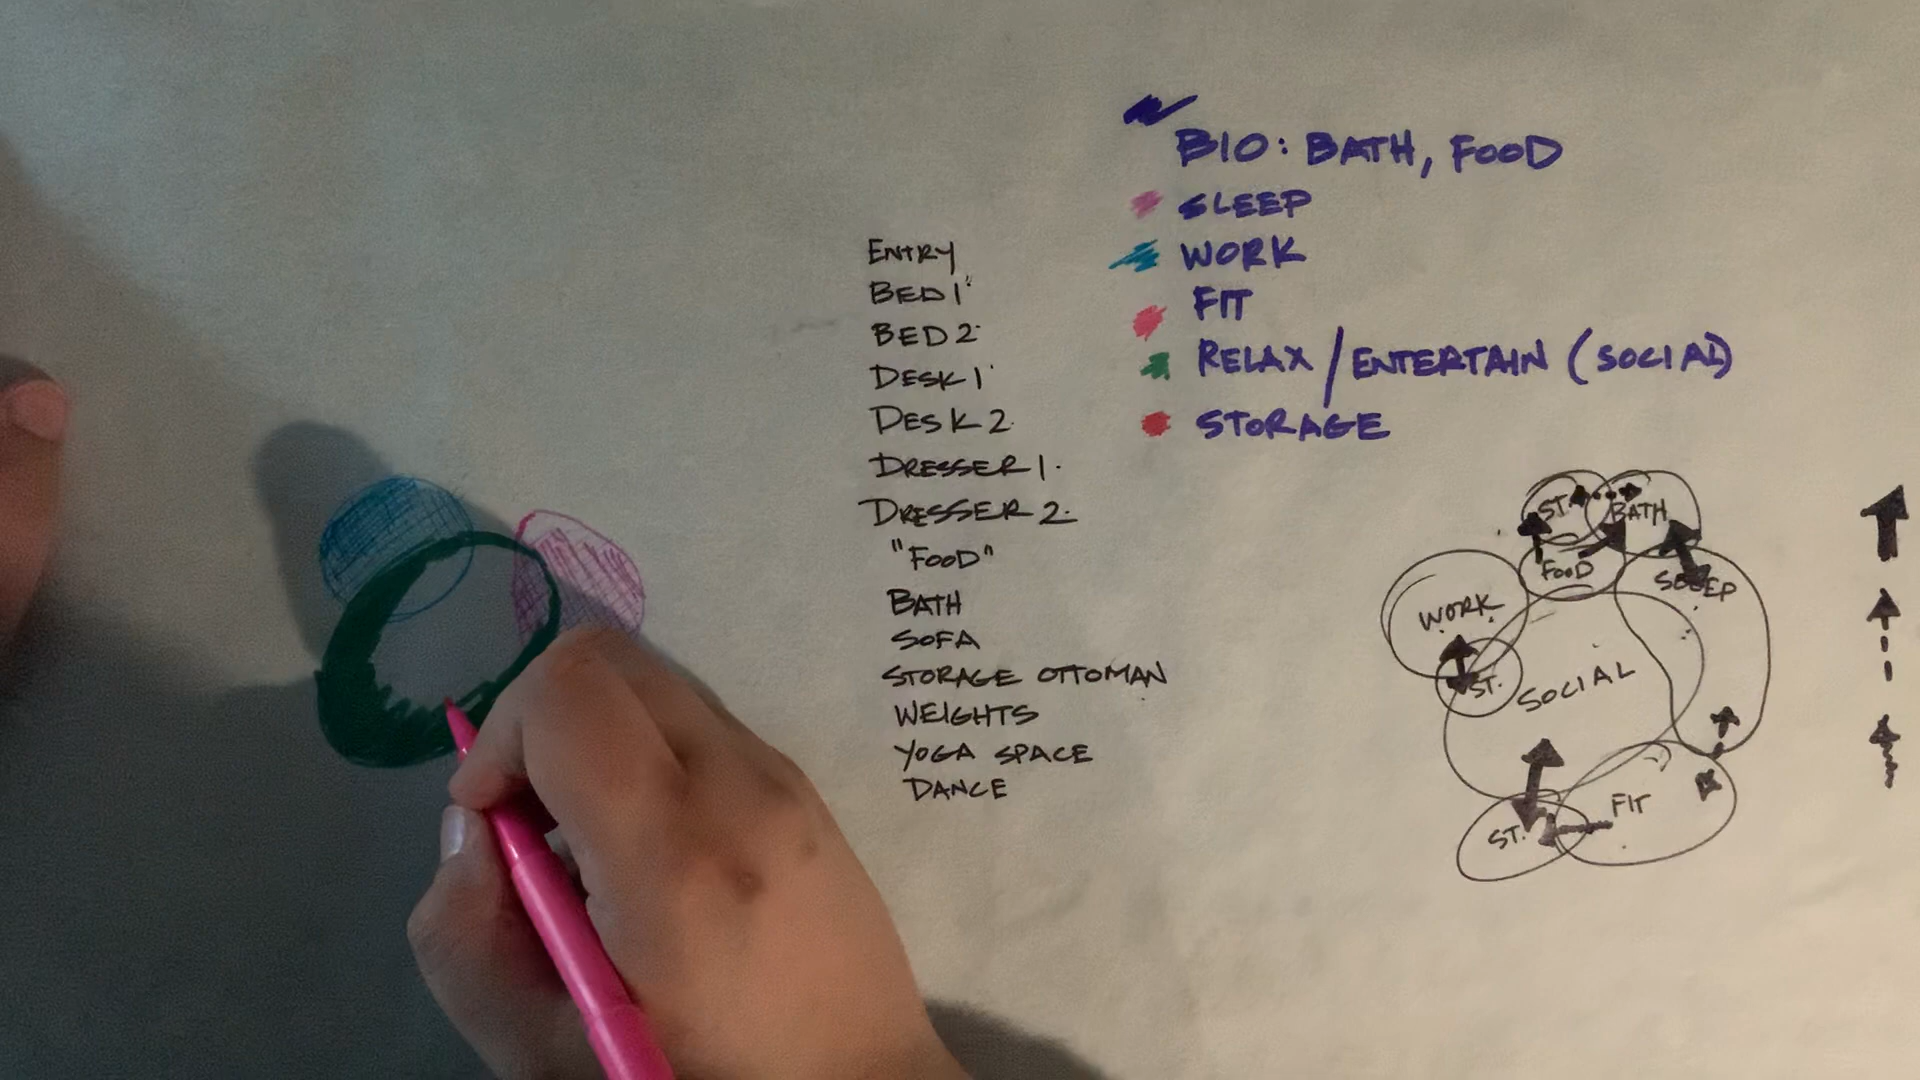 BIO: BATH, FOOD
SLEEP
WORK
FIT
RELAX / ENTERTAIN (SOCIAL)
STORAGE
ENTRY
BED 1
BED 2
DESK 1
DESK 2
DRESSER 1
DRESSER 2
"FOOD"
BATH
SOFA
STORAGE OTTOMAN
WEIGHTS
YOGA SPACE
DANCE
ST.
BATH
FOOD
SLEEP
WORK
ST.
SOCIAL
FIT
ST.